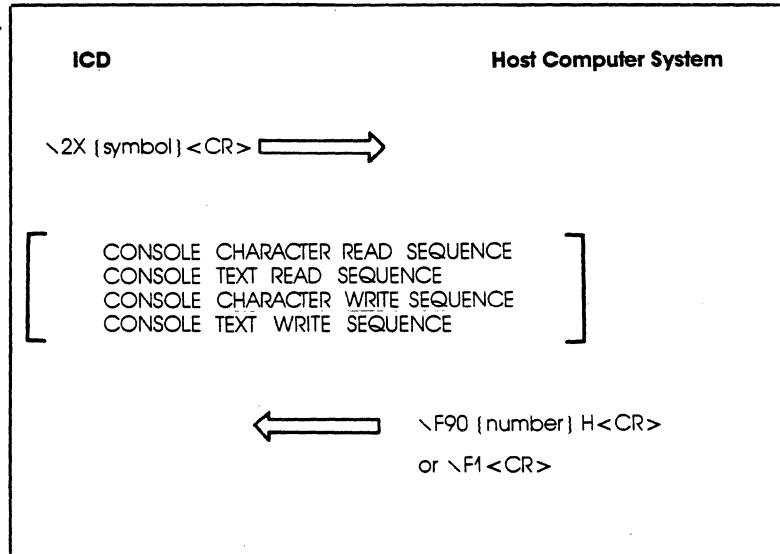 ICD Host Computer System
\2X {symbol}<CR>
CONSOLE CHARACTER READ SEQUENCE
CONSOLE TEXT READ SEQUENCE
CONSOLE CHARACTER WRITE SEQUENCE
CONSOLE TEXT WRITE SEQUENCE
\F90 {number} H<CR>
or \F1<CR>